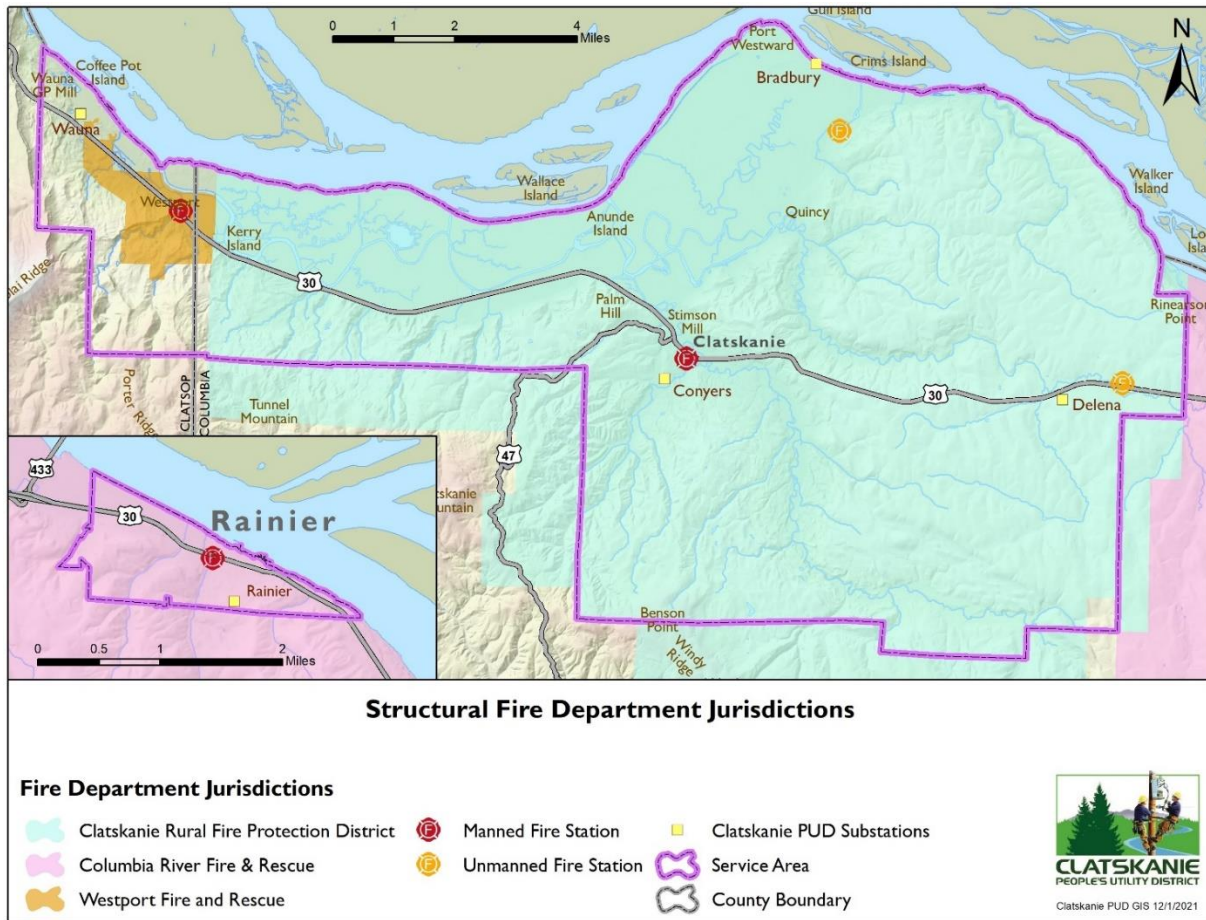 0 1 2 4
Miles
Gull Island
Port
Westward
Bradbury
Crims Island
N
Coffee Pot
Island
Wauna
GP Mill
Wauna
F
Walker
Island
Wallace
Island
Westport
F
Kerry
Island
Anunde
Island
Quincy
30
Palm
Hill
Stimson
Mill
Rinearson
Point
Clatskanie
F
Conyers
30
F
Delena
CLATSOP
COLUMBIA
Porter Ridge
Tunnel
Mountain
47
433
30
Rainier
F
Rainier
0 0.5 1 2
Miles
Benson
Point
Windy
Ridge
Structural Fire Department Jurisdictions
Fire Department Jurisdictions
Clatskanie Rural Fire Protection District
F Manned Fire Station
Clatskanie PUD Substations
Columbia River Fire & Rescue
F Unmanned Fire Station
Service Area
Westport Fire and Rescue
County Boundary
CLATSKANIE
PEOPLE'S UTILITY DISTRICT
Clatskanie PUD GIS 12/1/2021